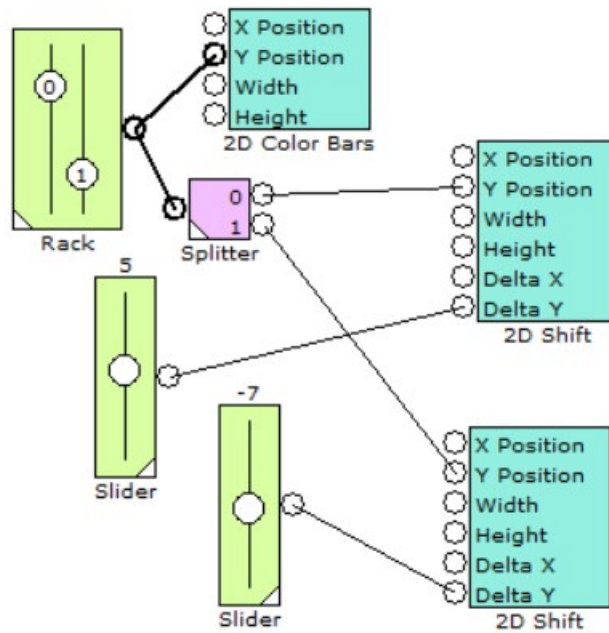 0
1
Rack
X Position
Y Position
Width
Height
2D Color Bars
0
1
Splitter
X Position
Y Position
Width
Height
Delta X
Delta Y
2D Shift
5
Slider
-7
Slider
X Position
Y Position
Width
Height
Delta X
Delta Y
2D Shift